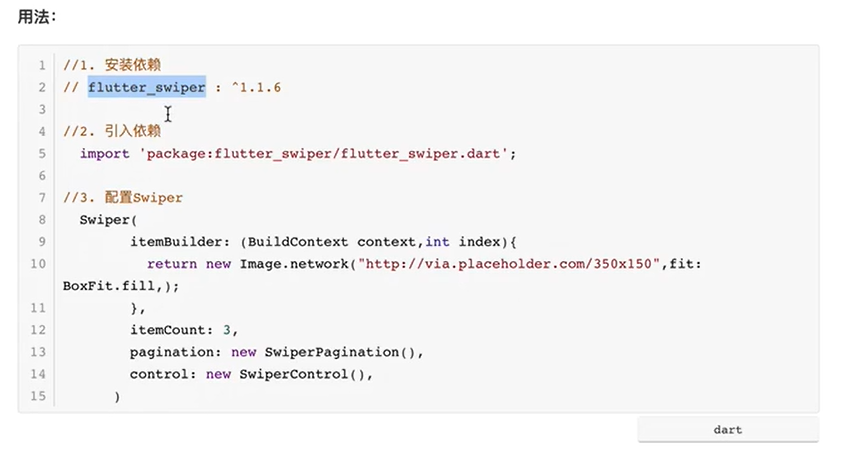 用法：
1 //1. 安装依赖
2 // flutter_swiper : ^1.1.6
3
4 //2. 引入依赖
5 import 'package:flutter_swiper/flutter_swiper.dart';
6
7 //3. 配置Swiper
8 Swiper(
9 itemBuilder: (BuildContext context,int index){
10 return new Image.network("http://via.placeholder.com/350x150",fit:
BoxFit.fill,);
11 },
12 itemCount: 3,
13 pagination: new SwiperPagination(),
14 control: new SwiperControl(),
15 )
dart